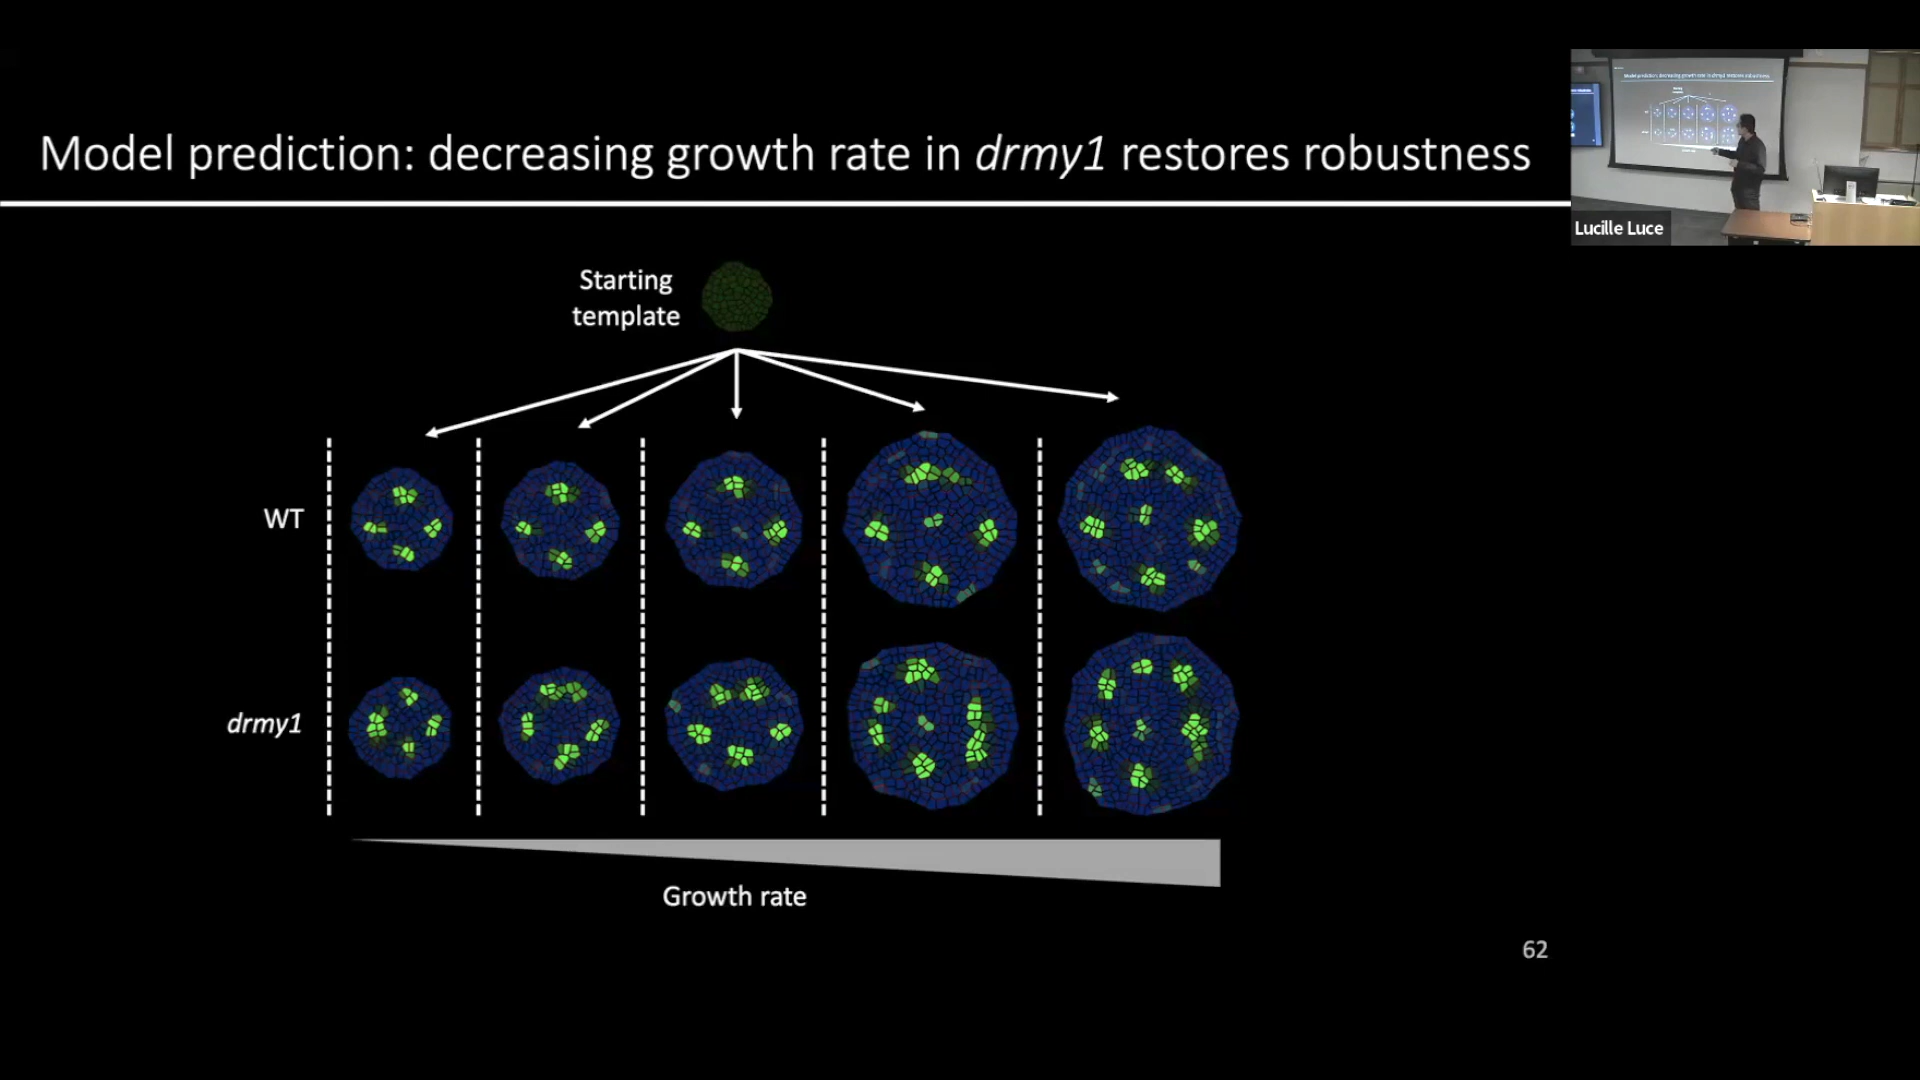 Model prediction: decreasing growth rate in drmy1 restores robustness
Lucille Luce
Starting
template
WT
drmy1
Growth rate
62